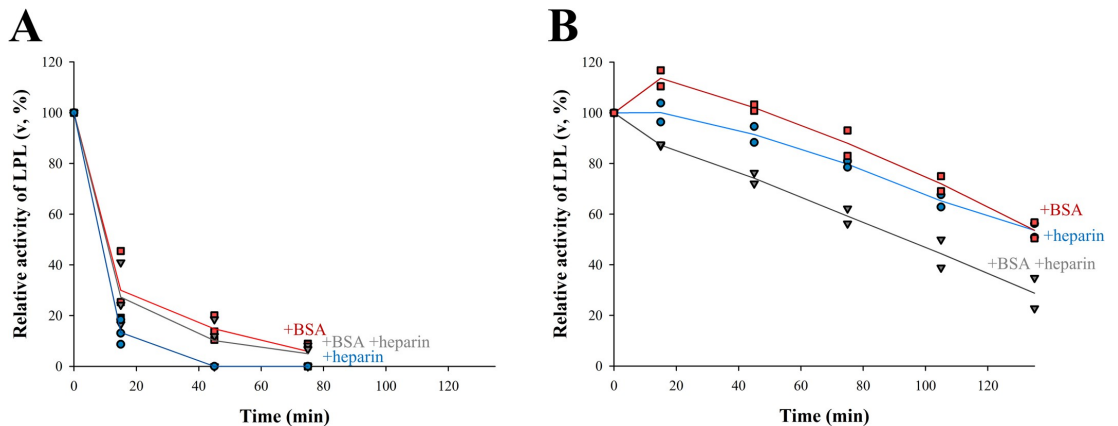 A
120
100
80
60
40
20
0
0 20 40 60 80 100 120
Relative activity of LPL (v, %)
Time (min)
+BSA
+BSA +heparin
+heparin
B
120
100
80
60
40
20
0
0 20 40 60 80 100 120
Relative activity of LPL (v, %)
Time (min)
+BSA
+heparin
+BSA +heparin